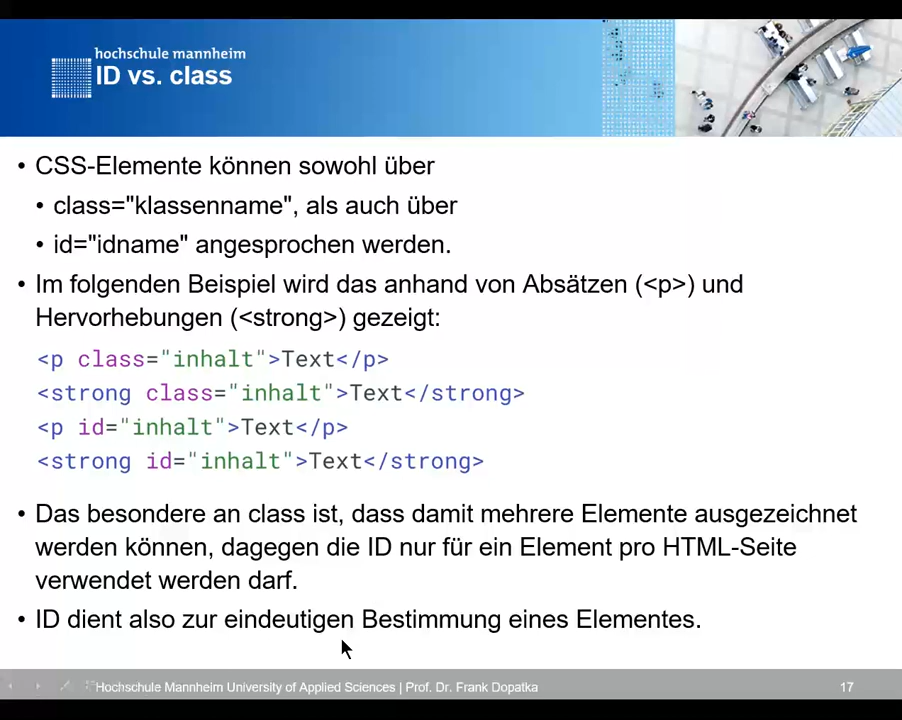 hochschule mannheim
ID vs. class
• CSS-Elemente können sowohl über
• class="klassenname", als auch über
• id="idname" angesprochen werden.
• Im folgenden Beispiel wird das anhand von Absätzen (<p>) und
Hervorhebungen (<strong>) gezeigt:
<p class="inhalt">Text</p>
<strong class="inhalt">Text</strong>
<p id="inhalt">Text</p>
<strong id="inhalt">Text</strong>
• Das besondere an class ist, dass damit mehrere Elemente ausgezeichnet
werden können, dagegen die ID nur für ein Element pro HTML-Seite
verwendet werden darf.
• ID dient also zur eindeutigen Bestimmung eines Elementes.
Hochschule Mannheim University of Applied Sciences | Prof. Dr. Frank Dopatka
17